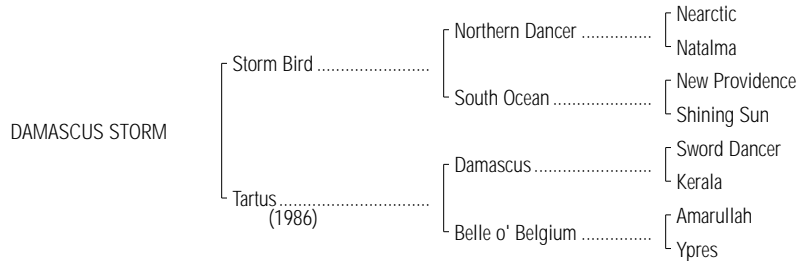 Nearctic
Northern Dancer ..............
Natalma
Storm Bird ........................
New Providence
South Ocean ....................
Shining Sun
DAMASCUS STORM
Sword Dancer
Damascus ........................
Kerala
Tartus ................................
(1986)
Amarullah
Belle o' Belgium ..............
Ypres